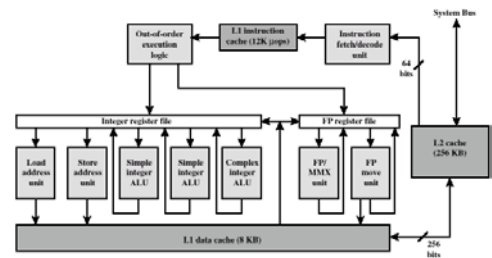 System Bus
Out-of-order
execution
logic
L1 instruction
cache (12K µops)
Instruction
fetch/decode
unit
64
bits
Integer register file
FP register file
L2 cache
(256 KB)
Load
address
unit
Store
address
unit
Simple
integer
ALU
Simple
integer
ALU
Complex
integer
ALU
FP/
MMX
unit
FP
move
unit
L1 data cache (8 KB)
256
bits